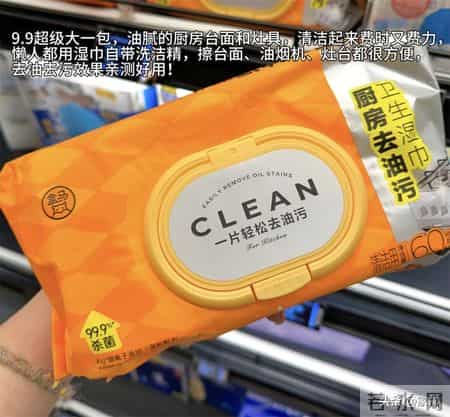 9.9超级大一包，油腻的厨房台面和灶具，清洁起来费时又费力，
懒人都用湿巾自带洗洁精，擦台面、油烟机、灶台都很方便，
去油去污效果亲测好用！
卫生湿巾
厨房去油污
EASILY REMOVE OIL STAINS
CLEAN
一片轻松去油污
For Kitchen
60
99.9%
杀菌